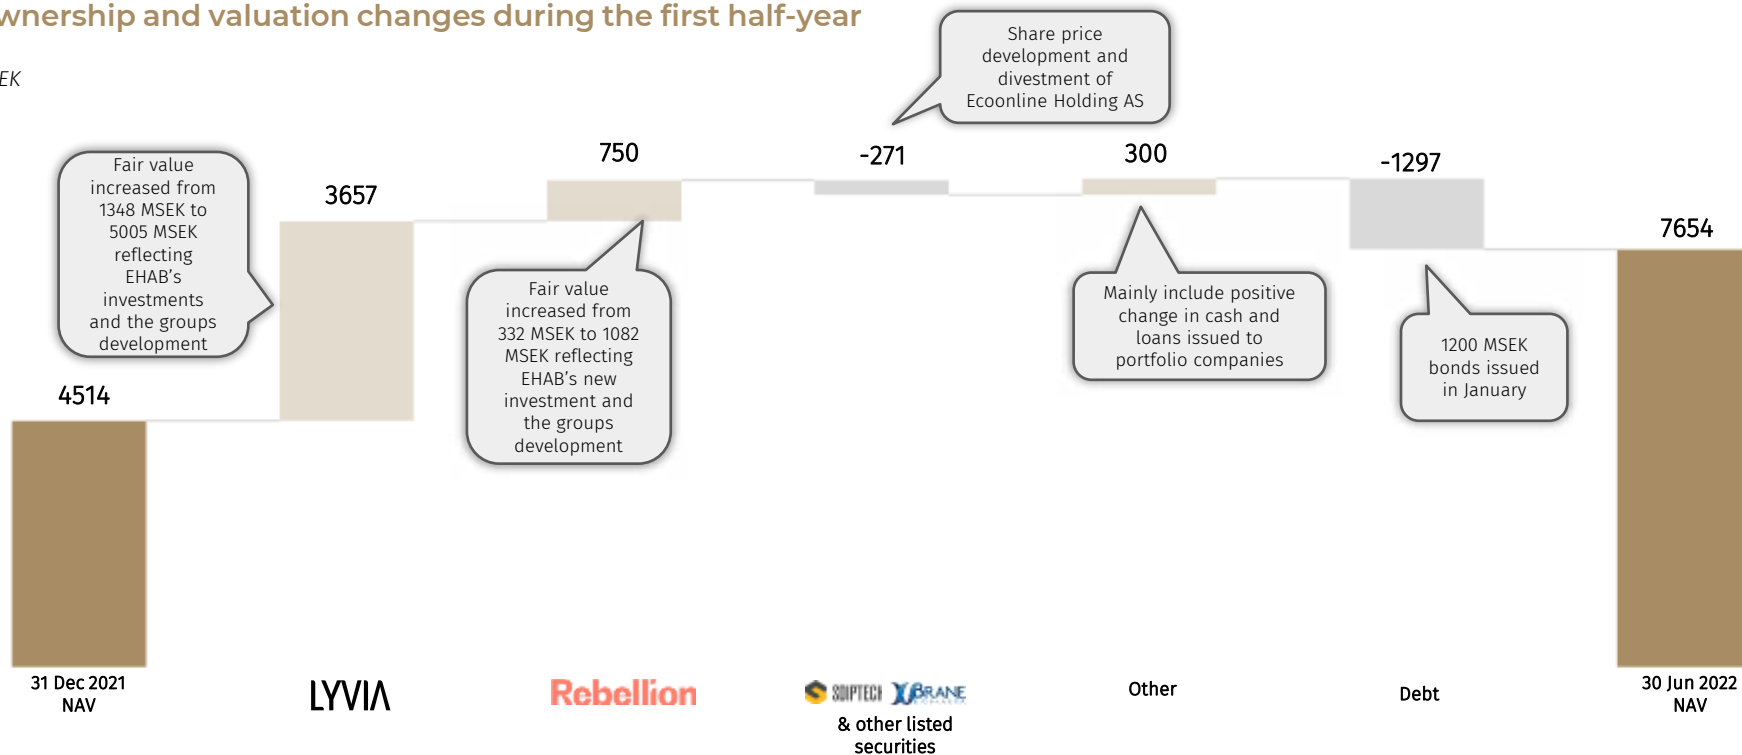 wnership and valuation changes during the first half-year
EK
Share price
development and
divestment of
Ecoonline Holding AS
Fair value
increased from
1348 MSEK to
5005 MSEK
reflecting
EHAB's
investments
and the groups
development
3657
750
-271
300
-1297
7654
Fair value
increased from
332 MSEK to 1082
MSEK reflecting
EHAB's new
investment and
the groups
development
Mainly include positive
change in cash and
loans issued to
portfolio companies
1200 MSEK
bonds issued
in January
4514
31 Dec 2021
NAV
LYVIA
Rebellion
SDIPTECH XBRANE
& other listed
securities
Other
Debt
30 Jun 2022
NAV